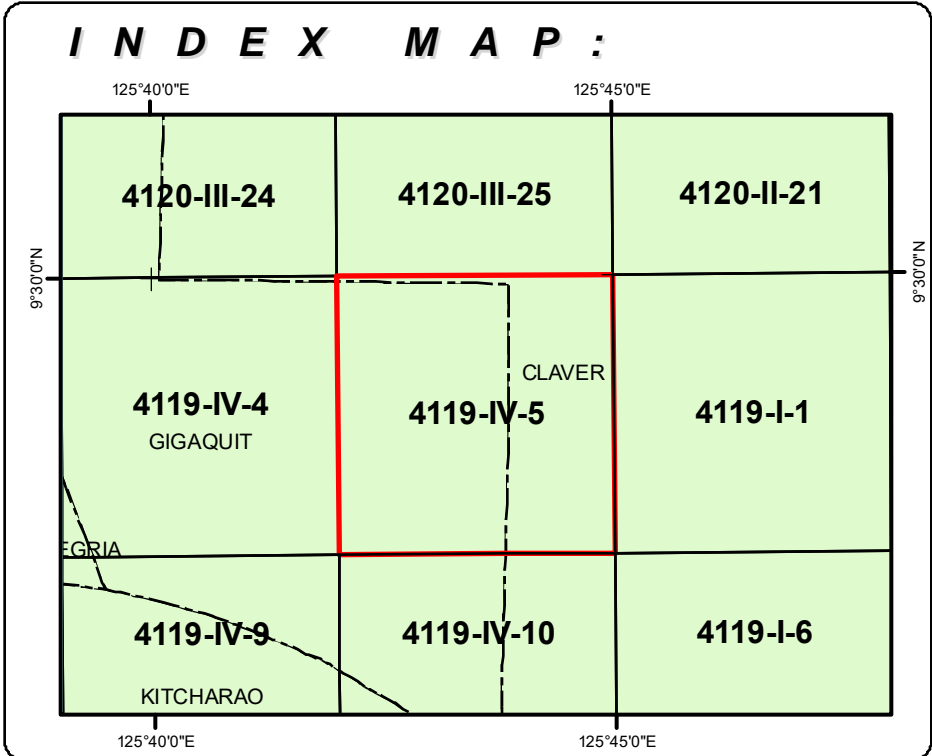 INDEX MAP:
125°40'0"E 125°45'0"E
4120-III-24 4120-III-25 4120-II-21
9°30'0"N 9°30'0"N
CLAVER
4119-IV-4 4119-IV-5 4119-I-1
GIGAQUIT
EGRIA
4119-IV-9 4119-IV-10 4119-I-6
KITCHARAO
125°40'0"E 125°45'0"E